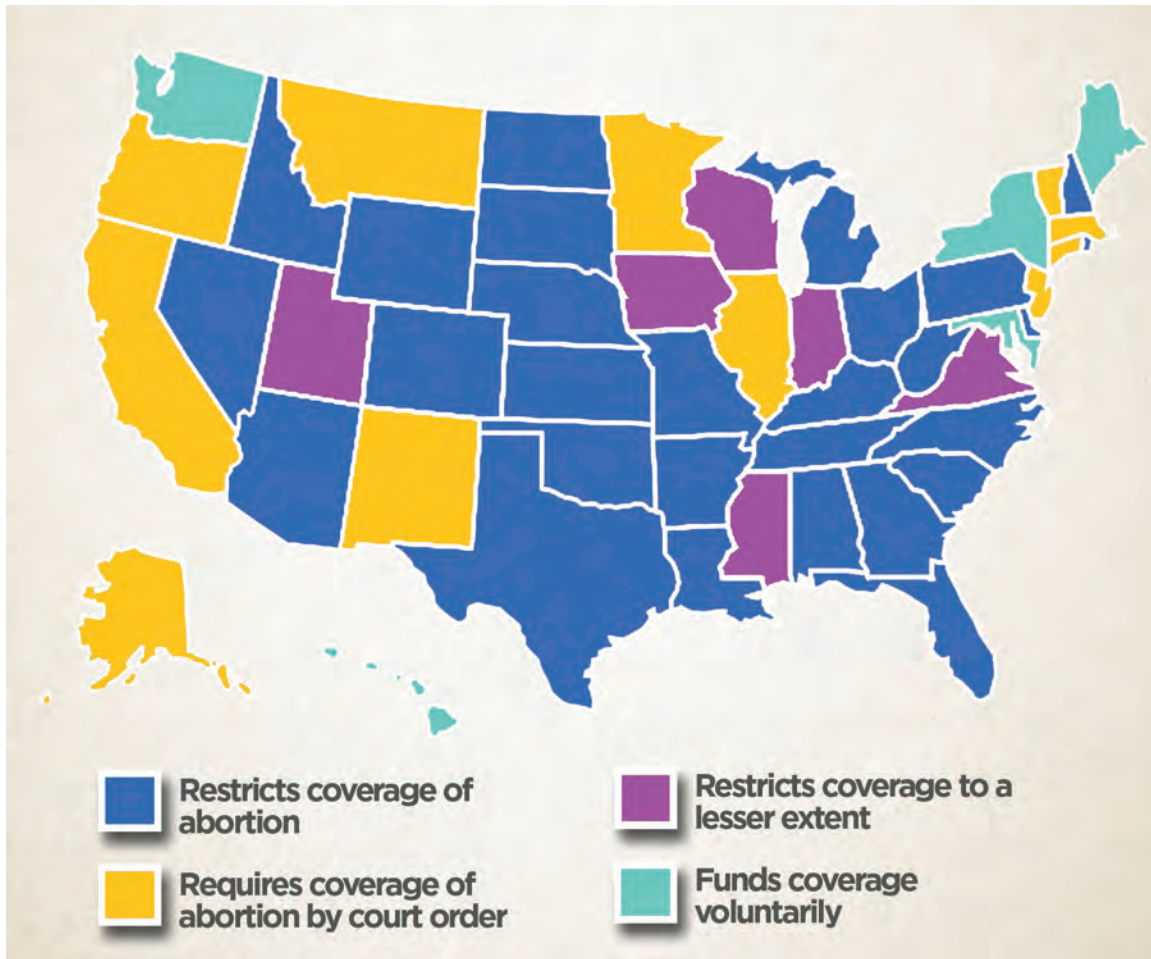 Restricts coverage of
abortion
Requires coverage of
abortion by court order
Restricts coverage to a
lesser extent
Funds coverage
voluntarily